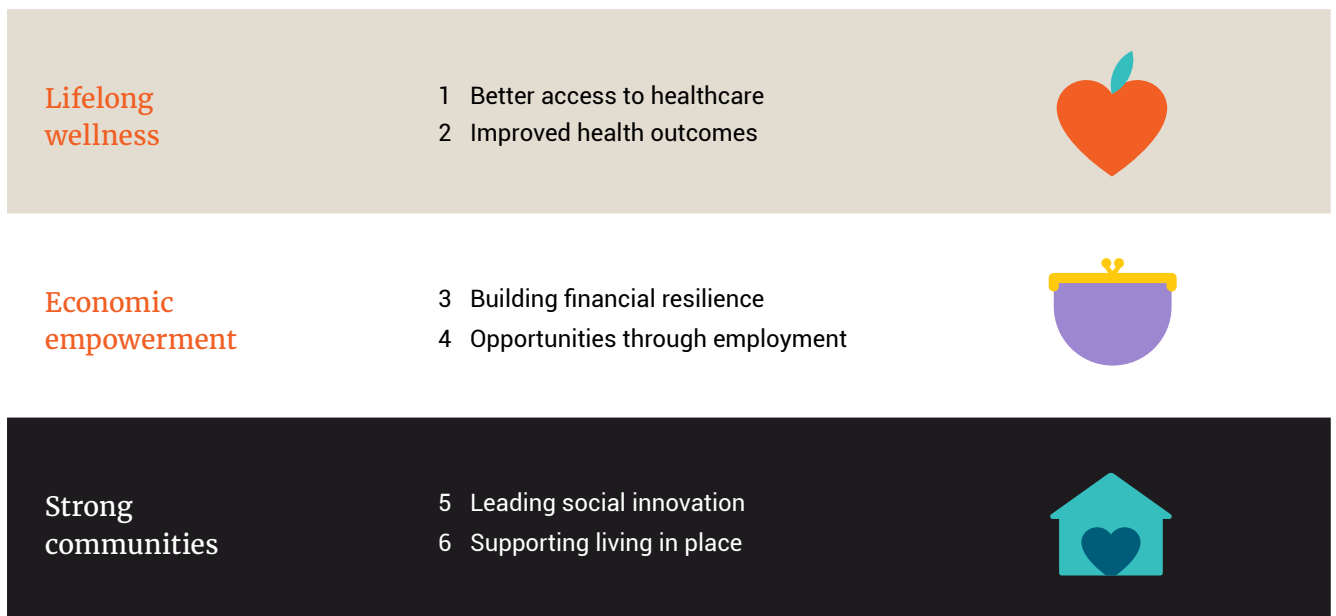 Lifelong
wellness
1 Better access to healthcare
2 Improved health outcomes
Economic
empowerment
3 Building financial resilience
4 Opportunities through employment
Strong
communities
5 Leading social innovation
6 Supporting living in place